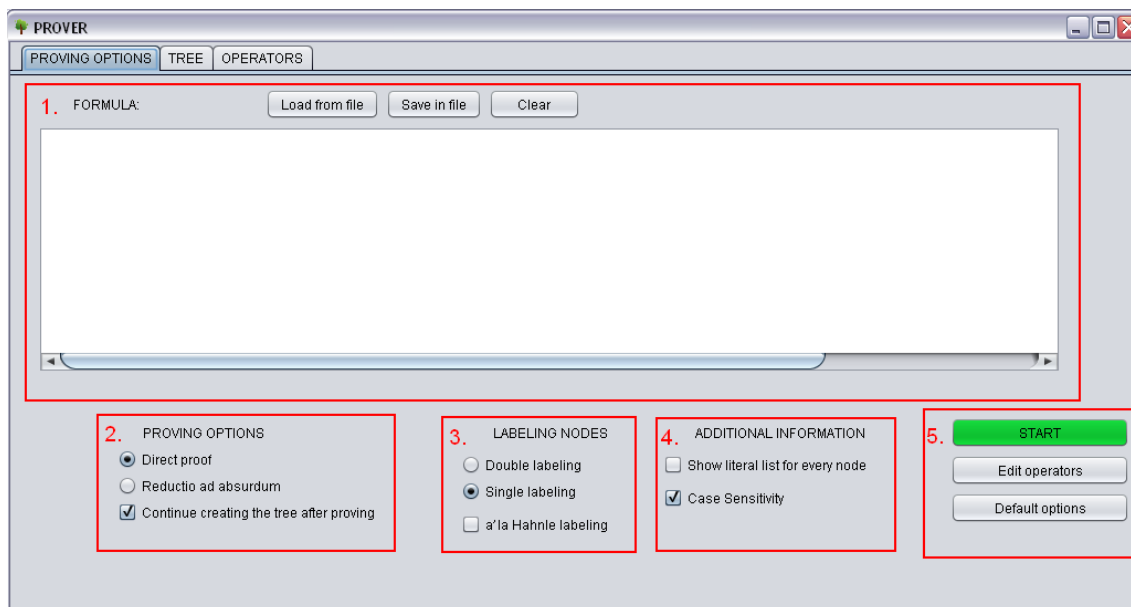 PROVER
PROVING OPTIONS TREE OPERATORS
1. FORMULA: Load from file Save in file Clear
2. PROVING OPTIONS
Direct proof
Reductio ad absurdum
Continue creating the tree after proving
3. LABELING NODES
Double labeling
Single labeling
a'la Hahnle labeling
4. ADDITIONAL INFORMATION
Show literal list for every node
Case Sensitivity
5. START
Edit operators
Default options